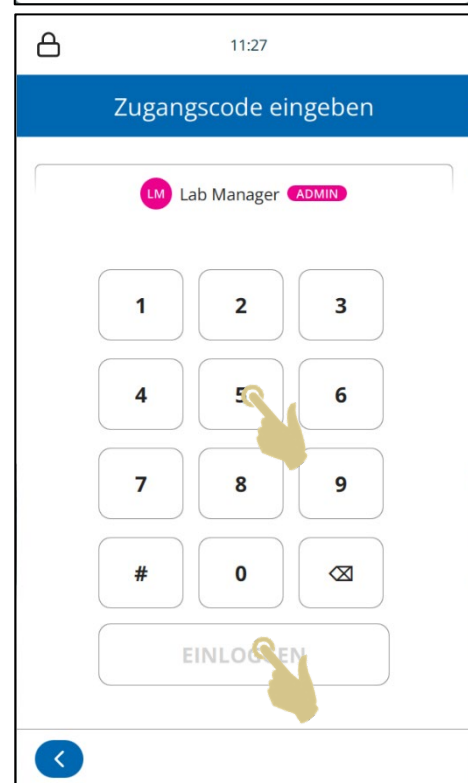 11:27
Zugangscode eingeben
LM Lab Manager ADMIN
1 2 3
4 5 6
7 8 9
# 0
EINLOGGEN